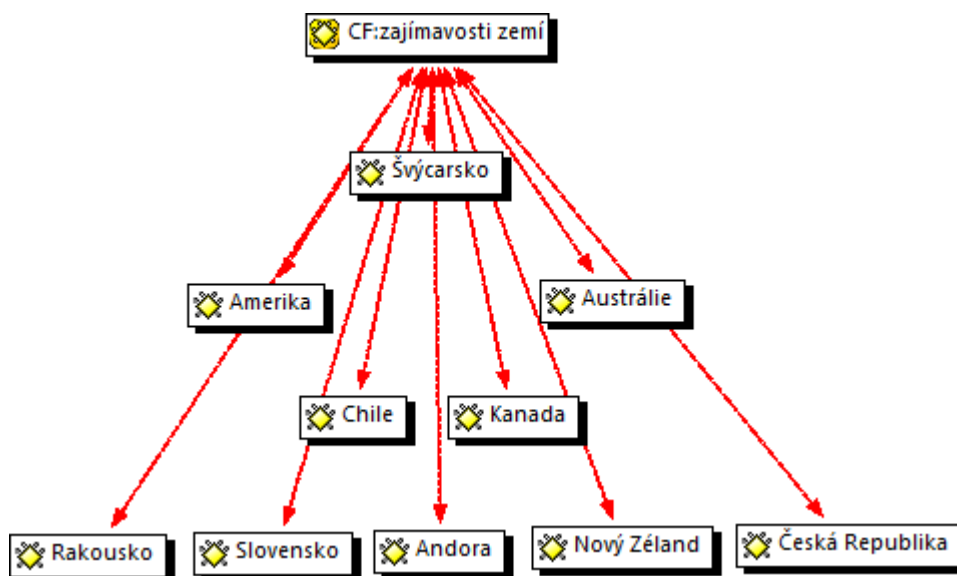 CF:zajímavosti zemí
Švýcarsko
Amerika
Austrálie
Chile
Kanada
Rakousko
Slovensko
Andora
Nový Zéland
Česká Republika